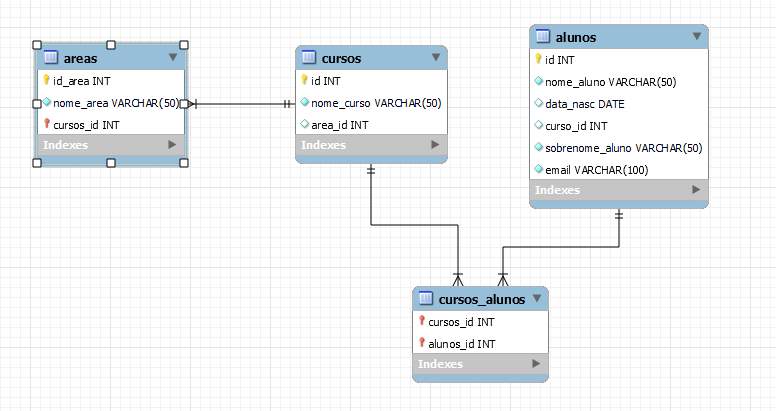 areas
id_area INT
nome_area VARCHAR(50)
cursos_id INT
Indexes
cursos
id INT
nome_curso VARCHAR(50)
area_id INT
Indexes
alunos
id INT
nome_aluno VARCHAR(50)
data_nasc DATE
curso_id INT
sobrenome_aluno VARCHAR(50)
email VARCHAR(100)
Indexes
cursos_alunos
cursos_id INT
alunos_id INT
Indexes